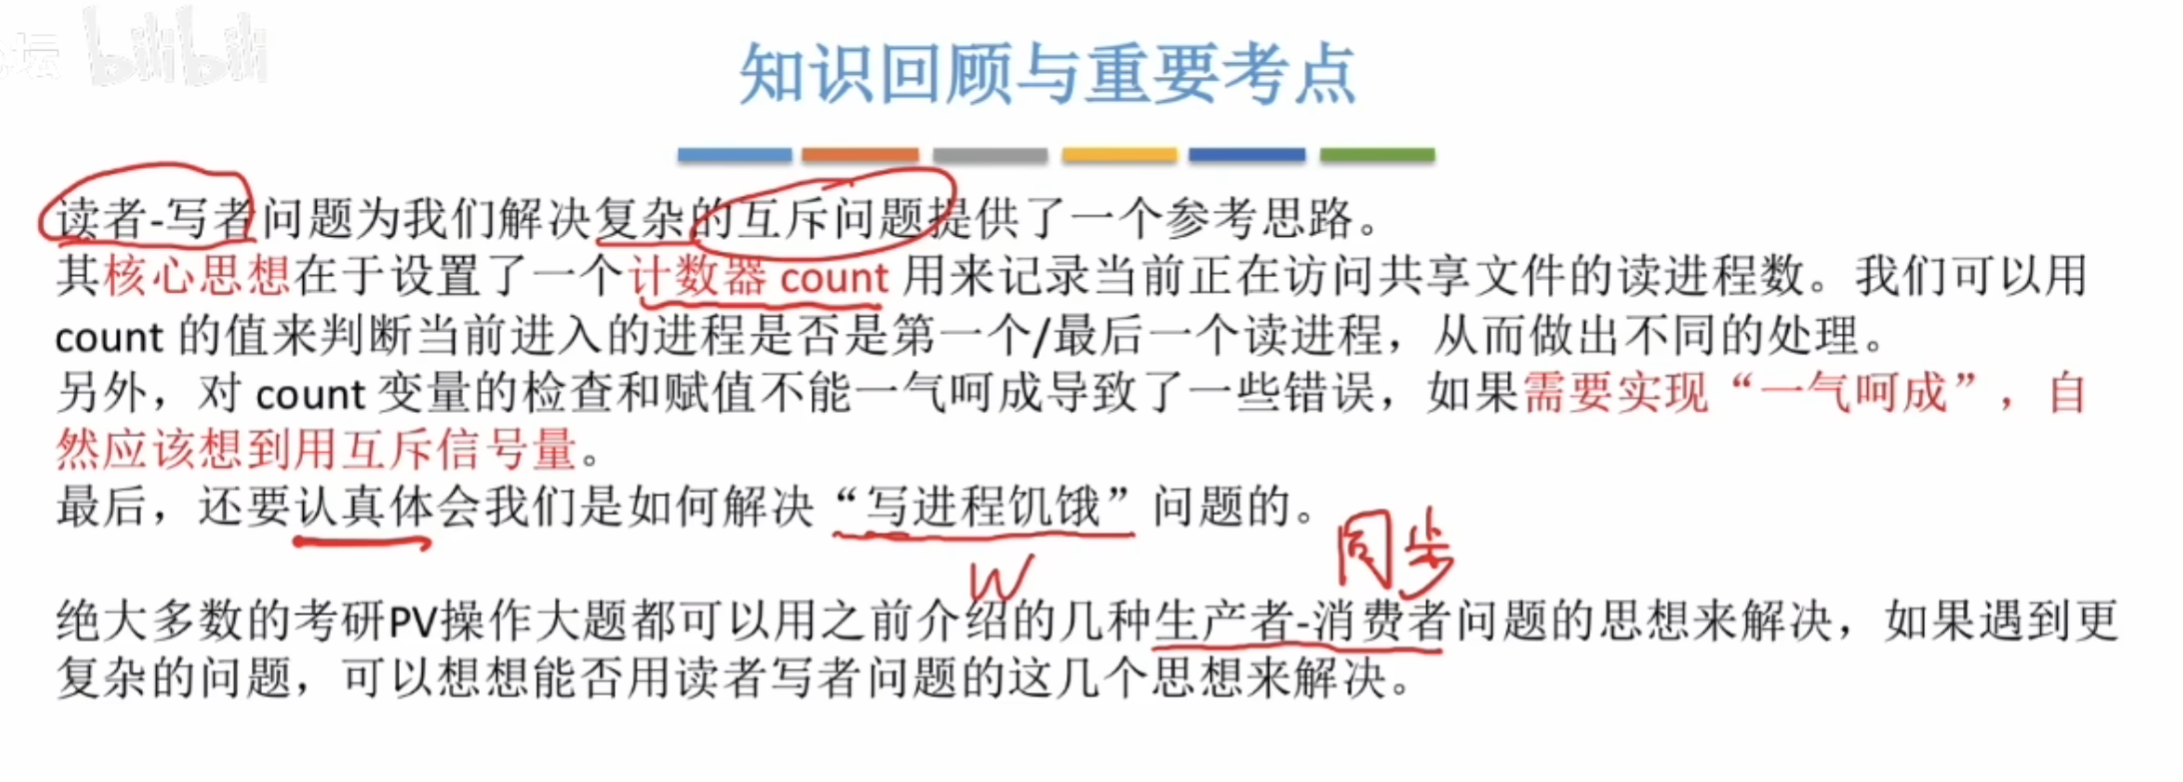 坛 bilibili
知识回顾与重要考点
读者-写者问题为我们解决复杂的互斥问题提供了一个参考思路。
其核心思想在于设置了一个计数器 count 用来记录当前正在访问共享文件的读进程数。我们可以用
count 的值来判断当前进入的进程是否是第一个/最后一个读进程，从而做出不同的处理。
另外，对 count 变量的检查和赋值不能一气呵成导致了一些错误，如果需要实现“一气呵成”，自
然应该想到用互斥信号量。
最后，还要认真体会我们是如何解决“写进程饥饿”问题的。
同步
W
绝大多数的考研PV操作大题都可以用之前介绍的几种生产者-消费者问题的思想来解决，如果遇到更
复杂的问题，可以想想能否用读者写者问题的这几个思想来解决。